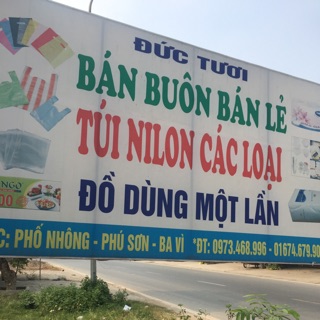 ĐỨC TƯƠI
BÁN BUÔN BÁN LẺ
TÚI NILON CÁC LOẠI
ĐỒ DÙNG MỘT LẦN
C: PHỐ NHÔNG - PHÚ SƠN - BA VÌ *ĐT: 0973.468.996 - 01674.679.90